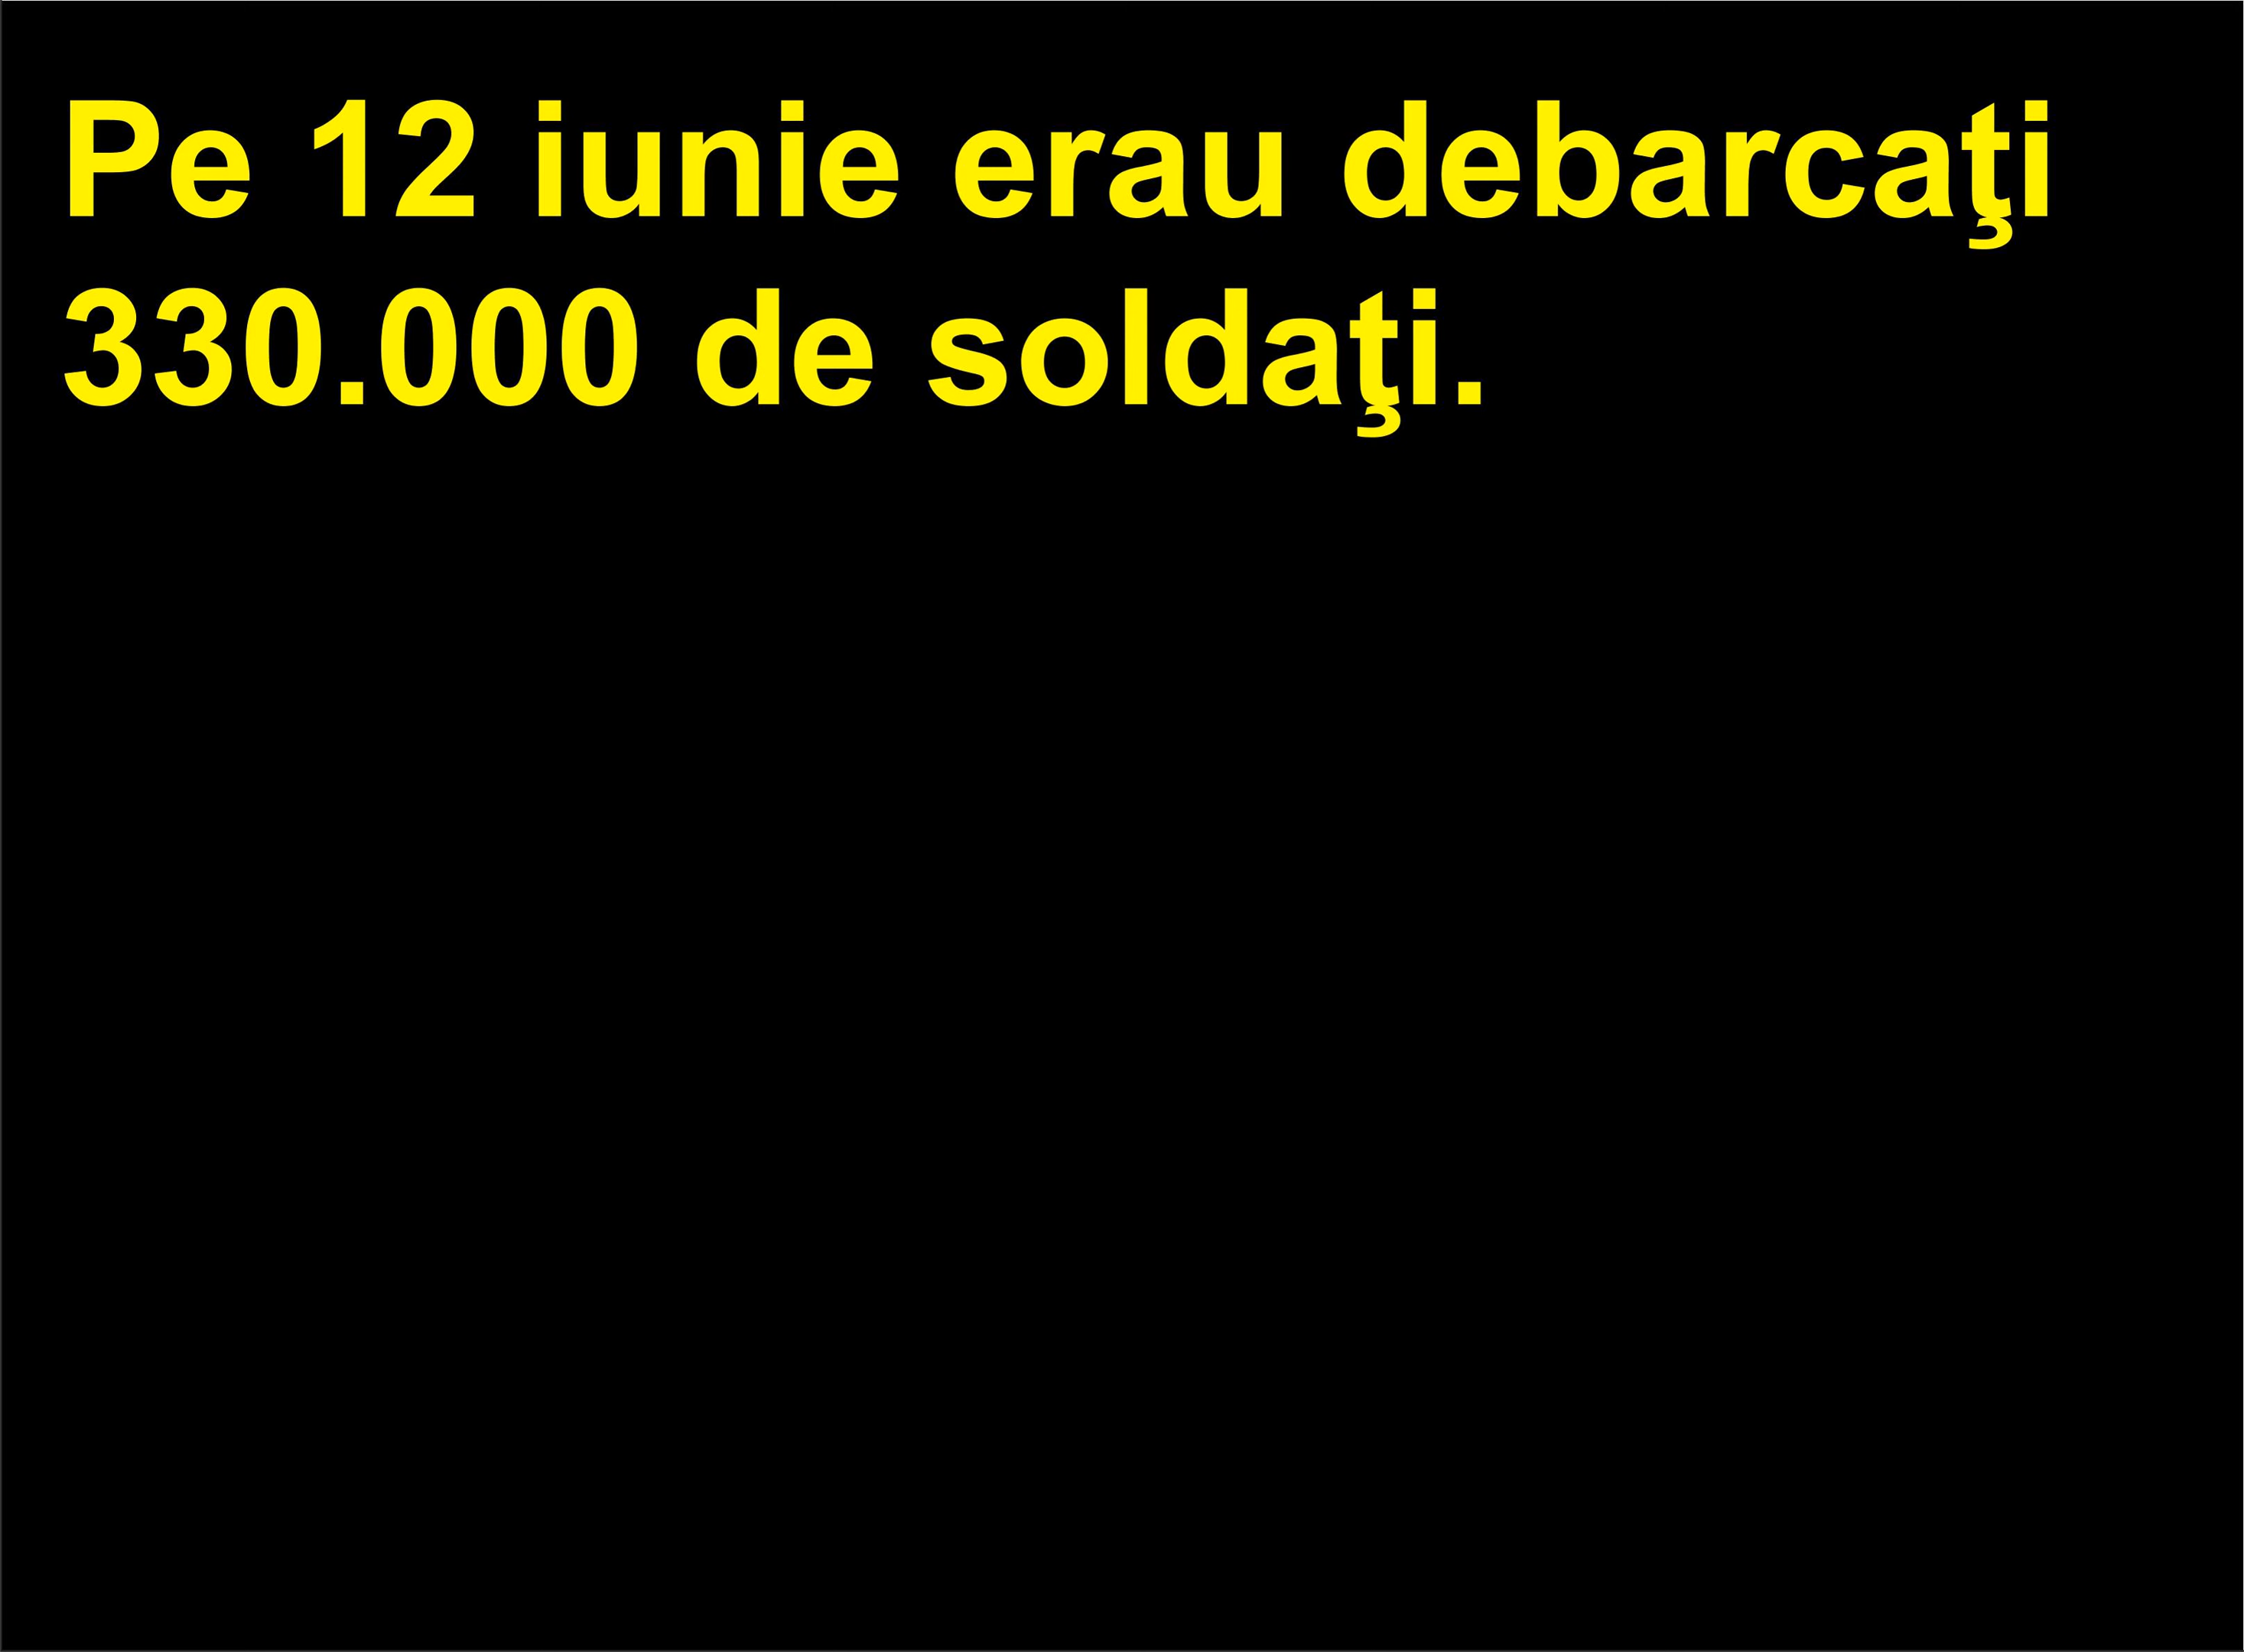 Pe 12 iunie erau debarcaţi
330.000 de soldaţi.